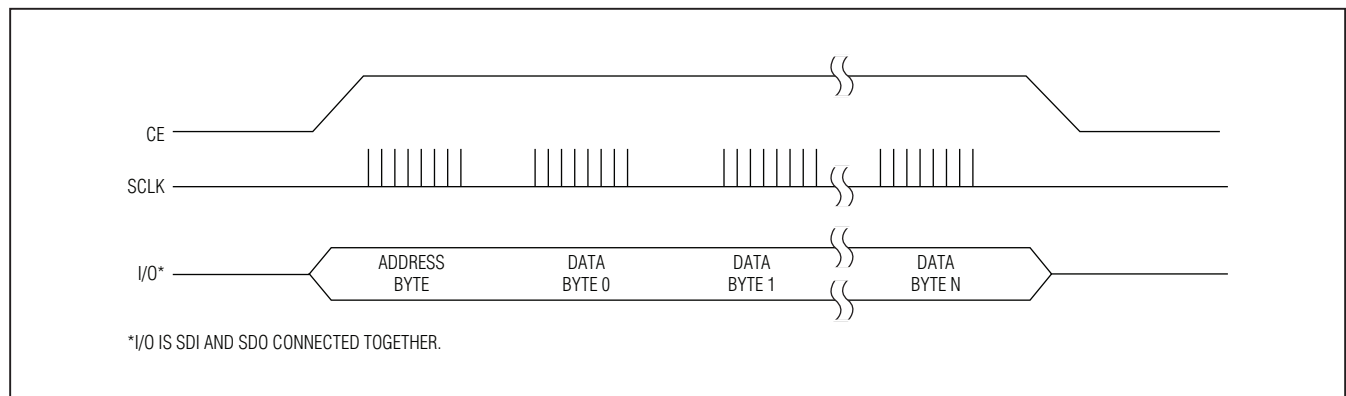 CE
SCLK
I/O*
ADDRESS
BYTE
DATA
BYTE 0
DATA
BYTE 1
DATA
BYTE N
*I/O IS SDI AND SDO CONNECTED TOGETHER.